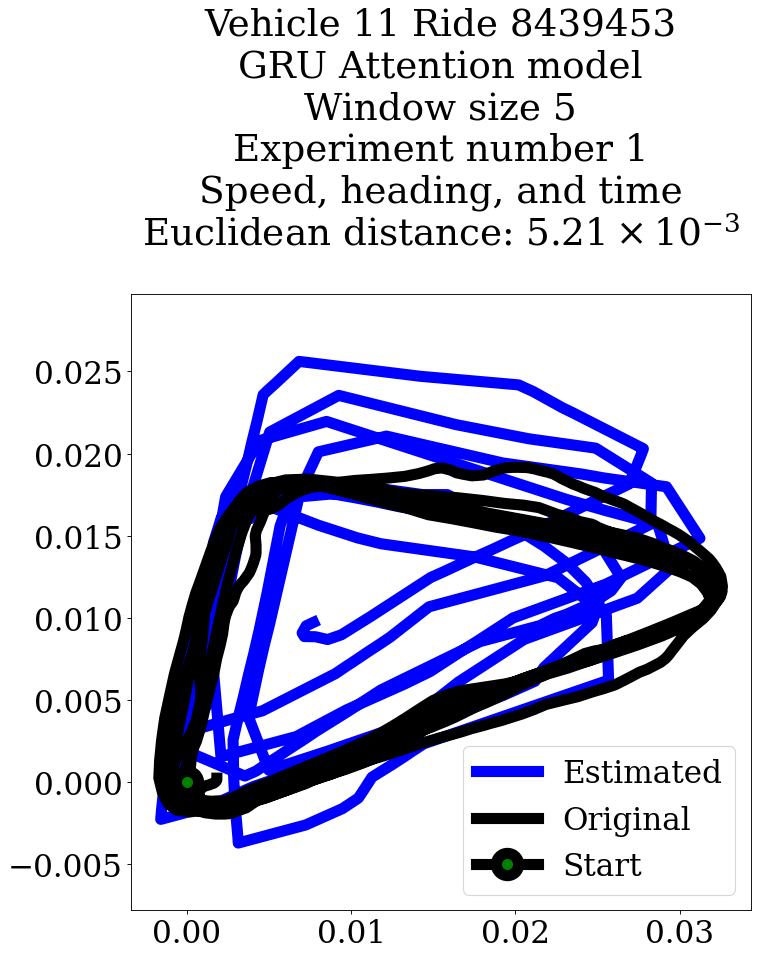 Vehicle 11 Ride 8439453
GRU Attention model
Window size 5
Experiment number 1
Speed, heading, and time
Euclidean distance: 5.21 × 10⁻³
0.025
0.020
0.015
0.010
0.005
0.000
−0.005
0.00 0.01 0.02 0.03
Estimated
Original
Start